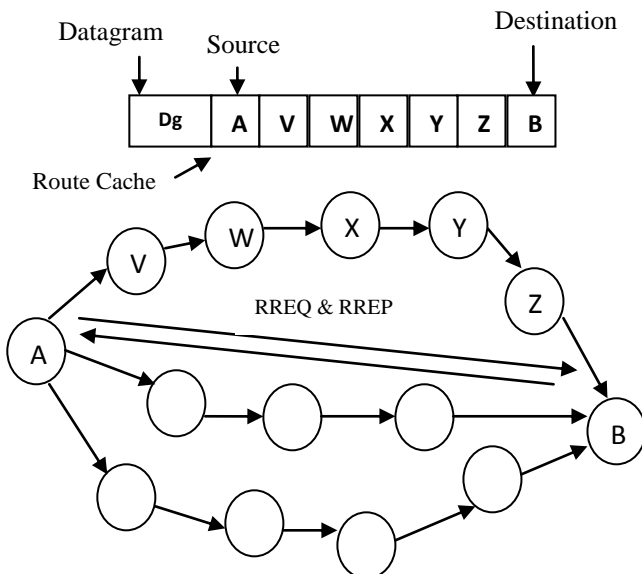 Datagram
Source
Destination
Dg A V W X Y Z B
Route Cache
V W X Y
Z
RREQ & RREP
A
B